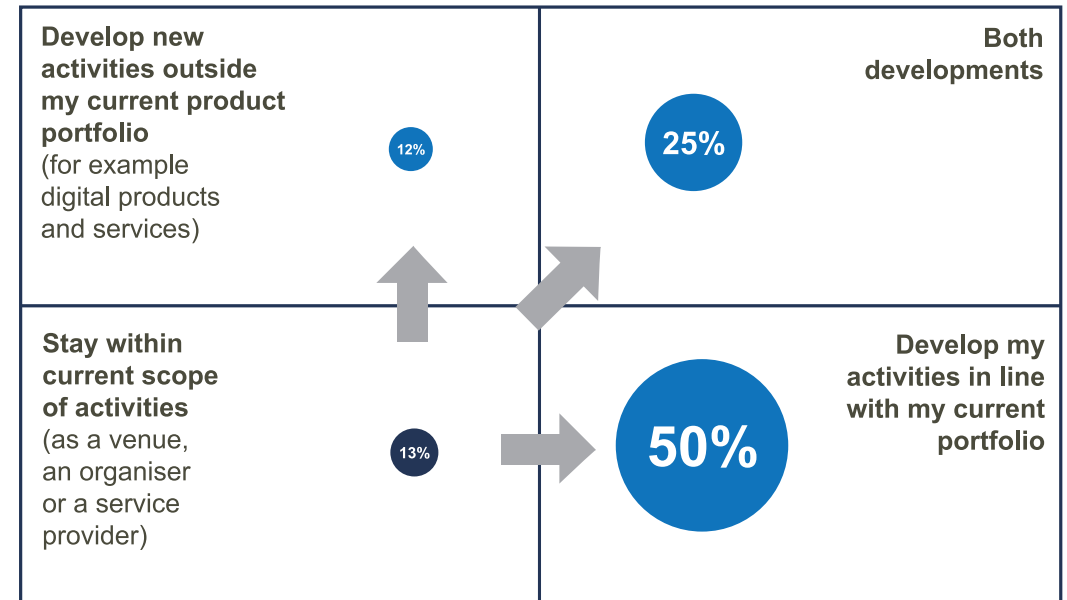 Develop new
activities outside
my current product
portfolio
(for example
digital products
and services)
12%
Both
developments
25%
Stay within
current scope
of activities
(as a venue,
an organiser
or a service
provider)
13%
Develop my
activities in line
with my current
portfolio
50%